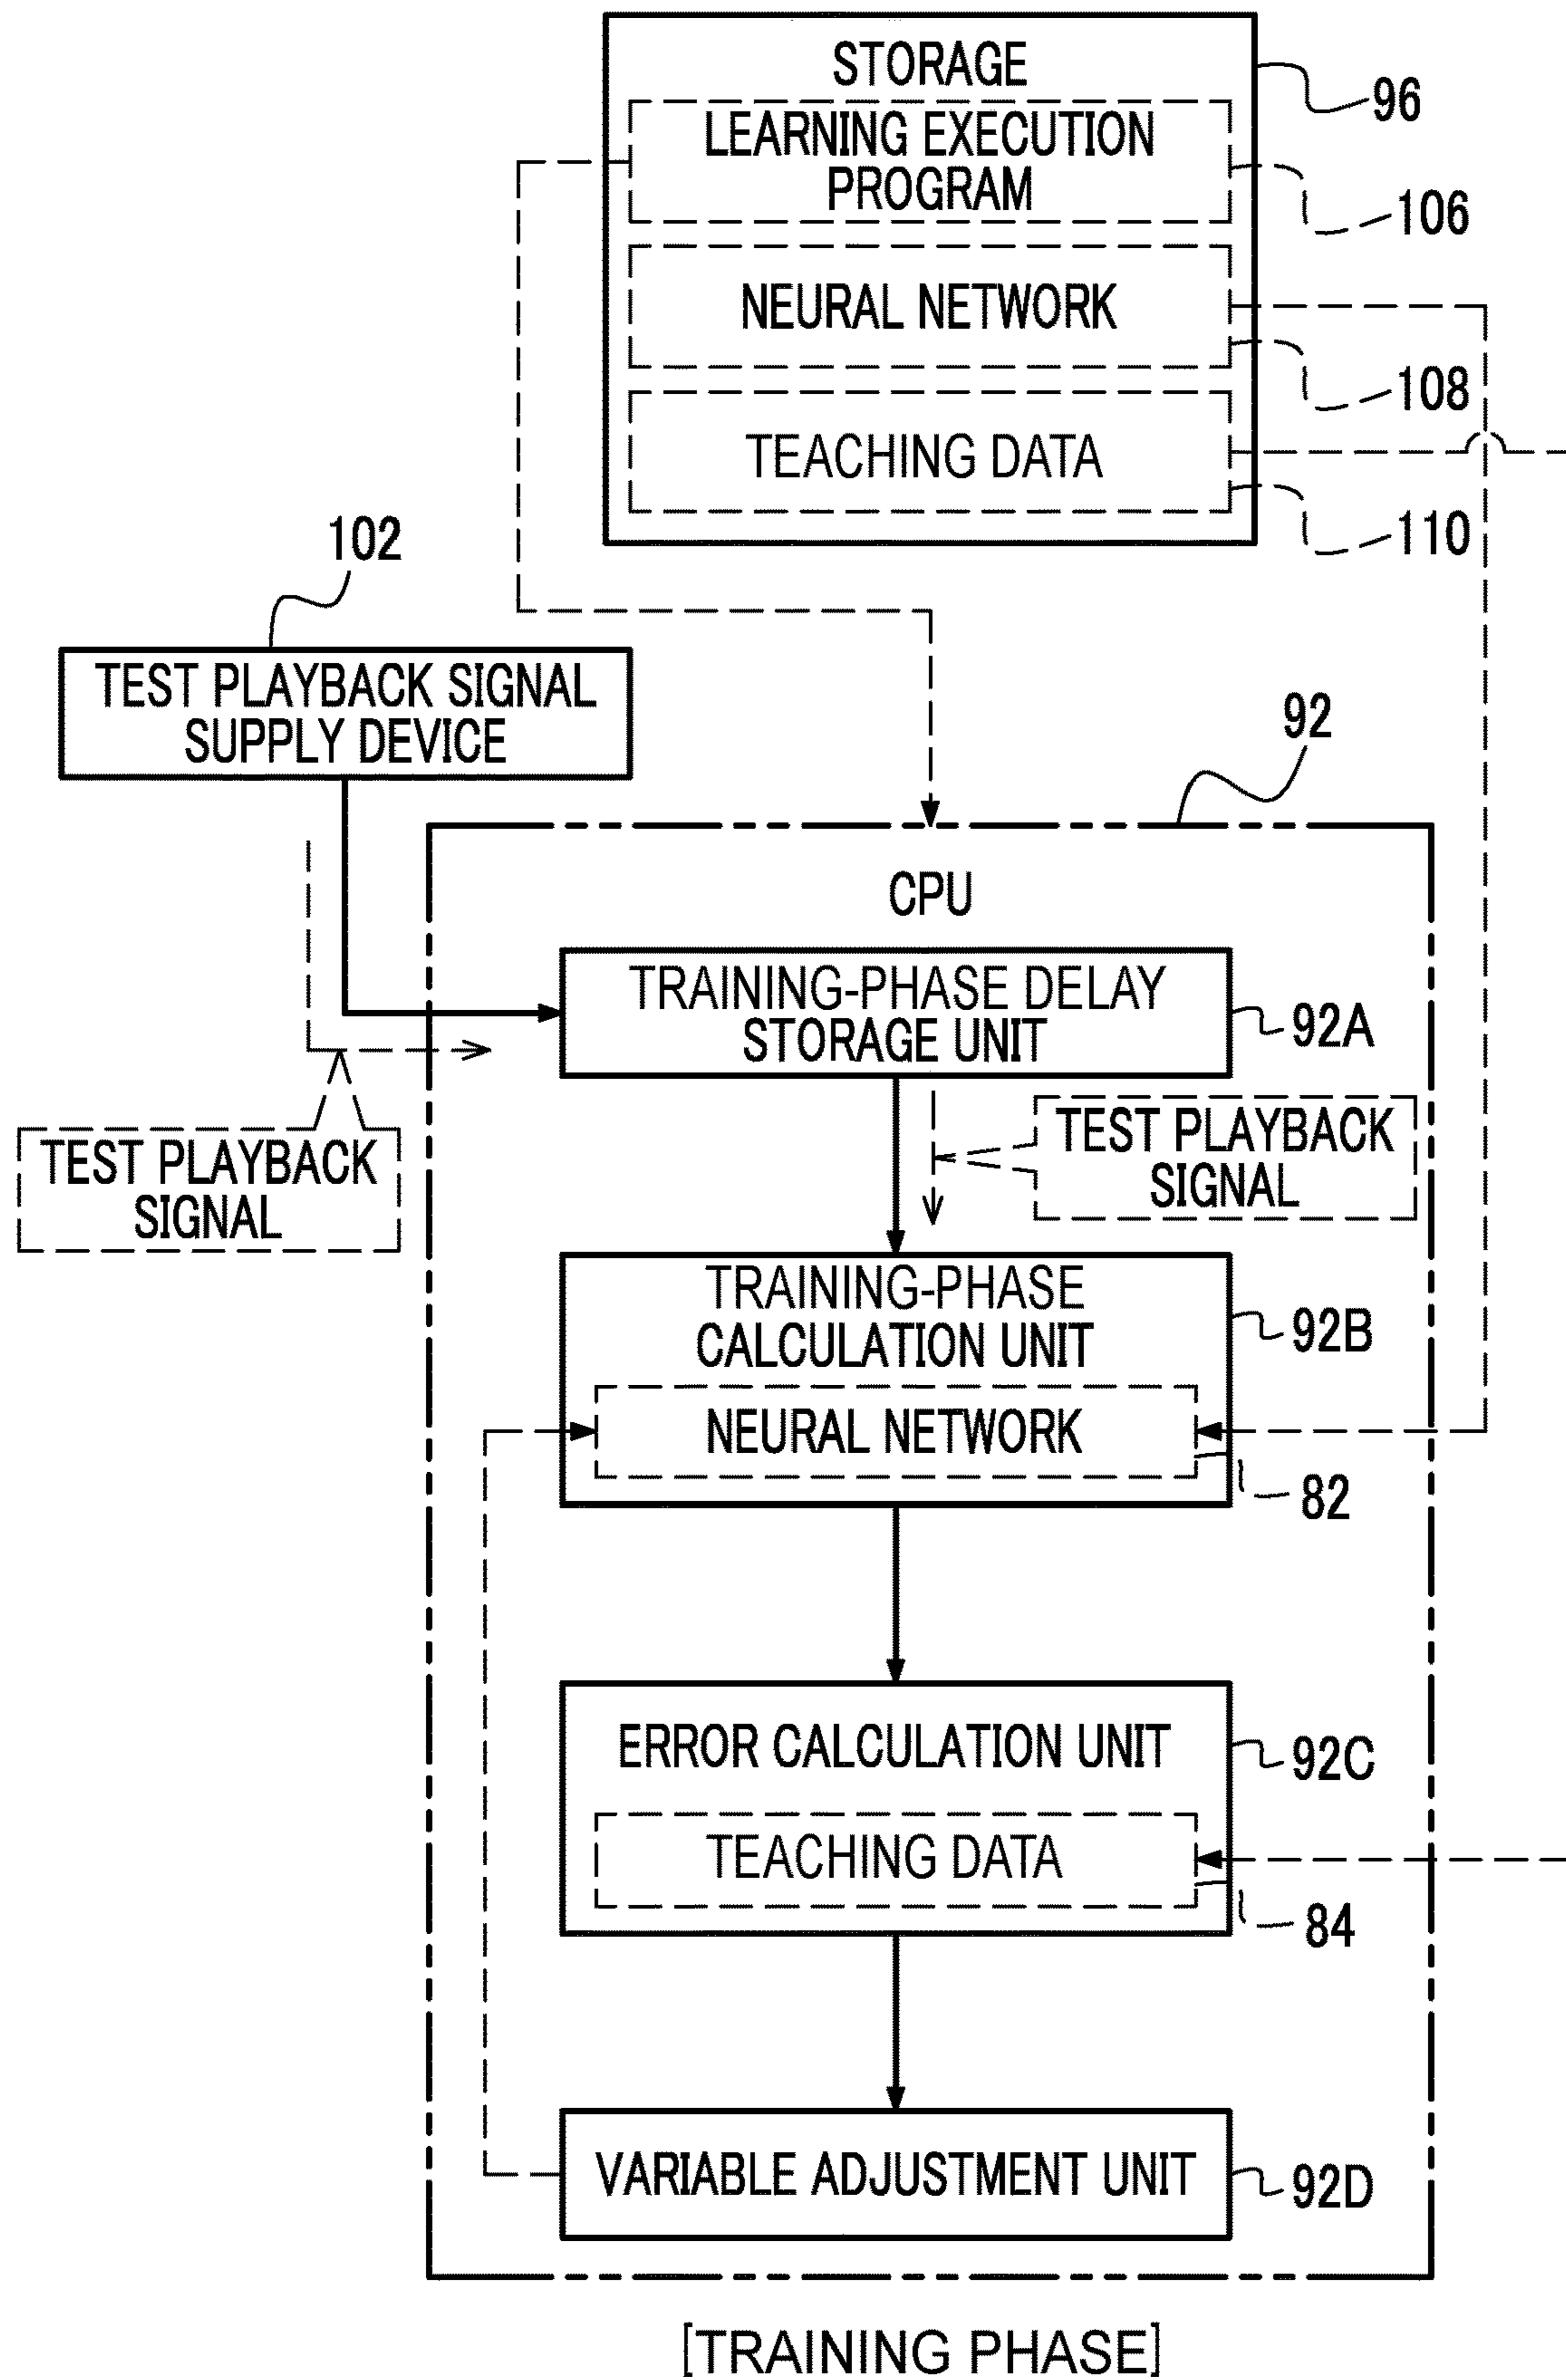 STORAGE
96
LEARNING EXECUTION
PROGRAM
106
NEURAL NETWORK
108
TEACHING DATA
110
102
TEST PLAYBACK SIGNAL
SUPPLY DEVICE
92
CPU
TRAINING-PHASE DELAY
STORAGE UNIT
92A
TEST PLAYBACK
SIGNAL
TEST PLAYBACK
SIGNAL
TRAINING-PHASE
CALCULATION UNIT
92B
NEURAL NETWORK
82
ERROR CALCULATION UNIT
92C
TEACHING DATA
84
VARIABLE ADJUSTMENT UNIT
92D
[TRAINING PHASE]